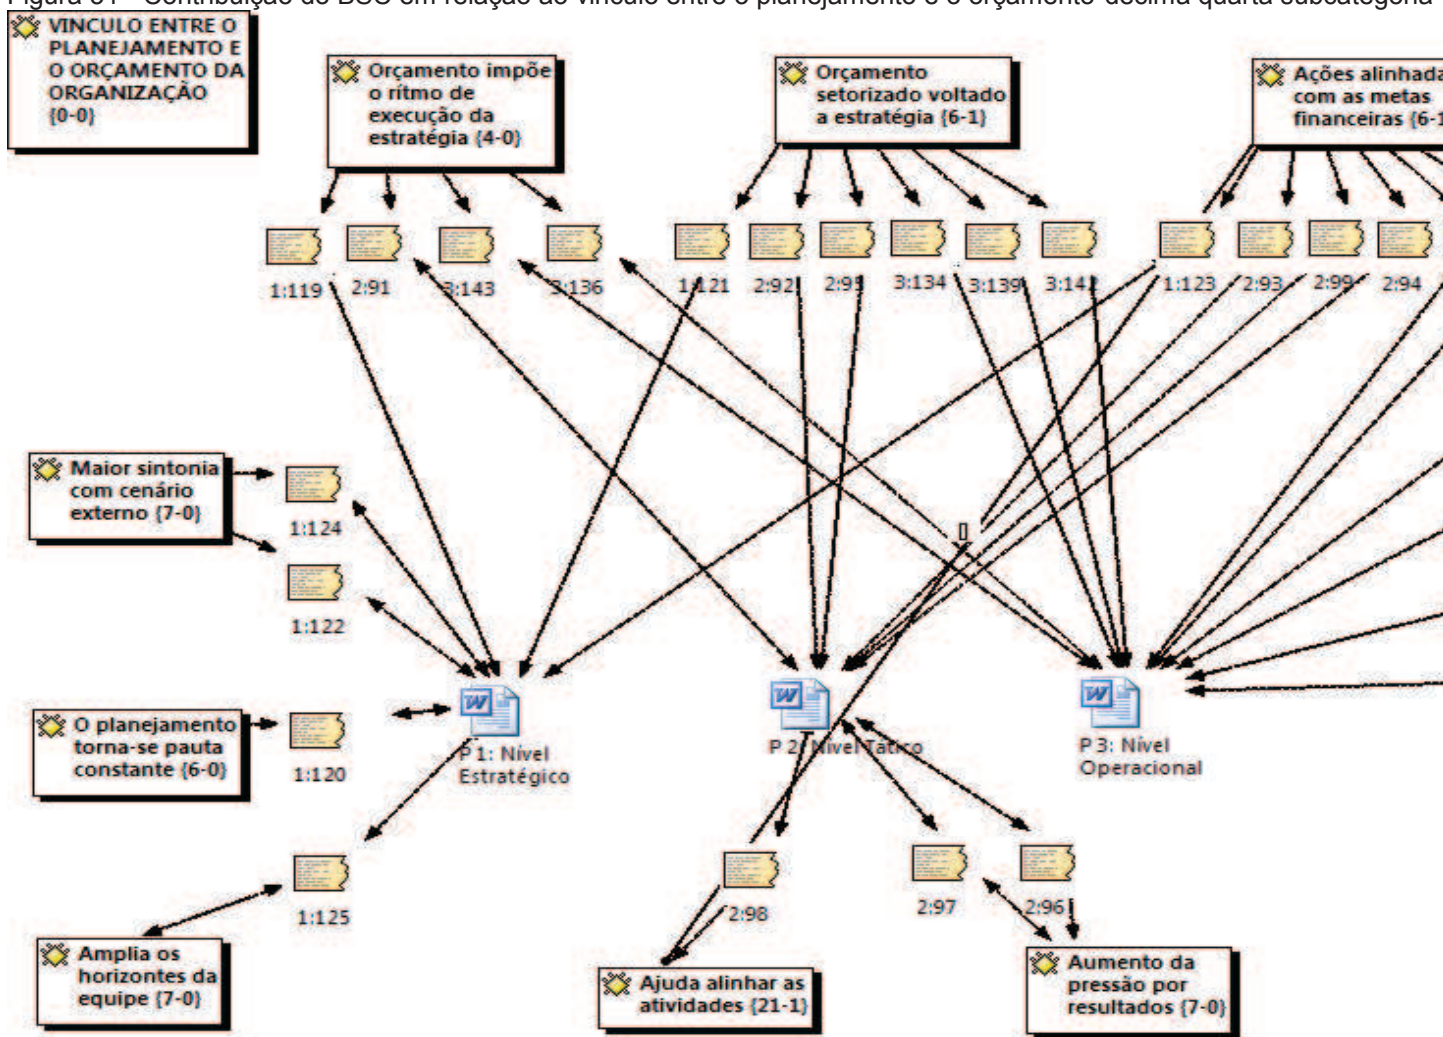 Figura 34 - Contribuição do BSC em relação ao vínculo entre o planejamento e o orçamento-décima quarta subcategoria
VINCULO ENTRE O
PLANEJAMENTO E
O ORÇAMENTO DA
ORGANIZAÇÃO
{0-0}
Orçamento impõe
o rítmo de
execução da
estratégia {4-0}
Orçamento
setorizado voltado
a estratégia {6-1}
Ações alinhada
com as metas
financeiras {6-1
1:119
2:91
3:143
3:136
1:121
2:92
2:95
3:134
3:139
3:141
1:123
2:93
2:99
2:94
Maior sintonia
com cenário
externo {7-0}
1:124
1:122
O planejamento
torna-se pauta
constante {6-0}
1:120
P 1: Nível
Estratégico
P 2: Nível Tático
P 3: Nível
Operacional
1:125
2:98
2:97
2:96
Amplia os
horizontes da
equipe {7-0}
Ajuda alinhar as
atividades {21-1}
Aumento da
pressão por
resultados {7-0}